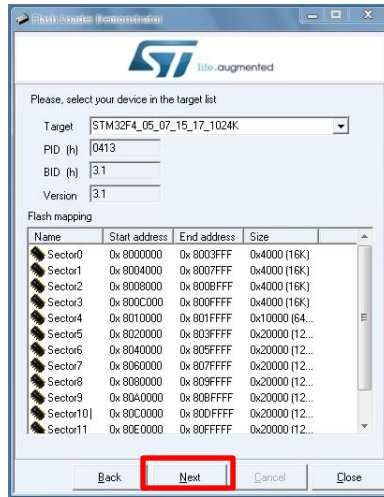 Flash Loader Demonstrator
ST life.augmented
Please, select your device in the target list
Target STM32F4_05_07_15_17_1024K
PID (h) 0413
BID (h) 3.1
Version 3.1
Flash mapping
Name Start address End address Size
Sector0 0x 8000000 0x 8003FFF 0x4000 (16K)
Sector1 0x 8004000 0x 8007FFF 0x4000 (16K)
Sector2 0x 8008000 0x 800BFFF 0x4000 (16K)
Sector3 0x 800C000 0x 800FFFF 0x4000 (16K)
Sector4 0x 8010000 0x 801FFFF 0x10000 (64...
Sector5 0x 8020000 0x 803FFFF 0x20000 (12...
Sector6 0x 8040000 0x 805FFFF 0x20000 (12...
Sector7 0x 8060000 0x 807FFFF 0x20000 (12...
Sector8 0x 8080000 0x 809FFFF 0x20000 (12...
Sector9 0x 80A0000 0x 80BFFFF 0x20000 (12...
Sector10 0x 80C0000 0x 80DFFFF 0x20000 (12...
Sector11 0x 80E0000 0x 80FFFFF 0x20000 (12...
Back Next Cancel Close